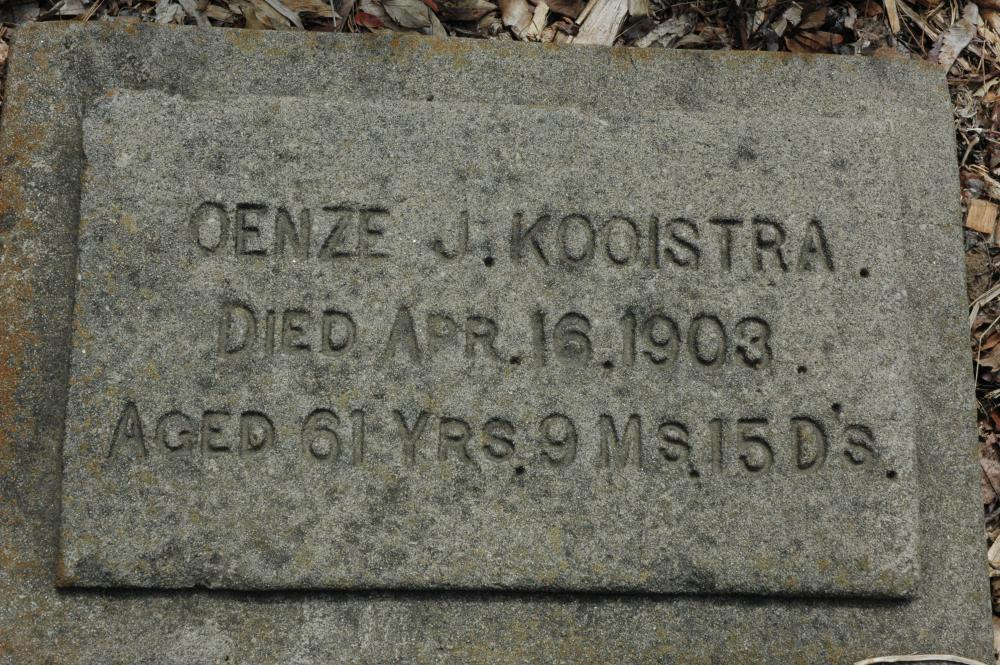 OENZE J. KOOISTRA.
DIED APR. 16. 1903.
AGED 61 YRS. 9 MS. 15 D'S.